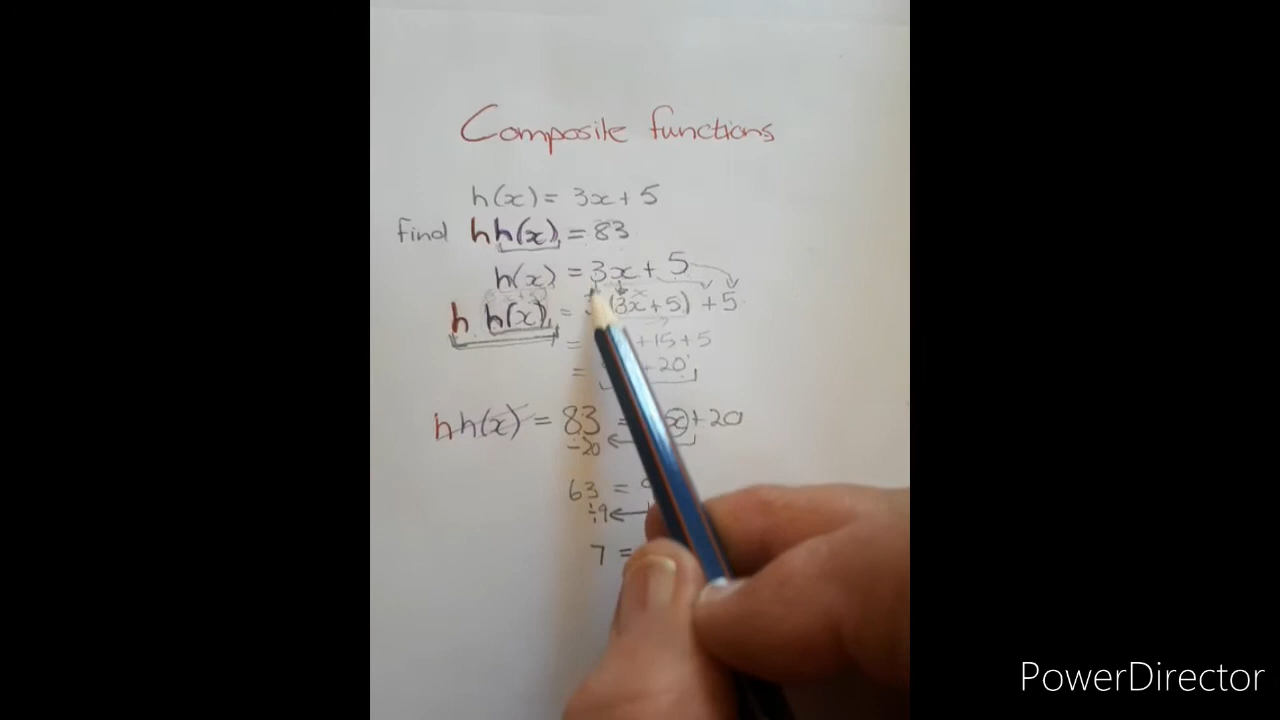 Composite functions
h(x) = 3x + 5
Find hh(x) = 83
h(x) = 3x + 5
h h(x) = (3x + 5) + 5
= + 15 + 5
= + 20
hh(x) = 83 = x + 20
-20
63 =
÷9
7 =
PowerDirector